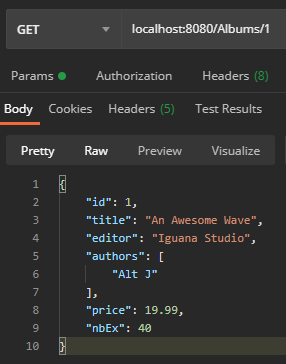 GET localhost:8080/Albums/1
Params Authorization Headers (8)
Body Cookies Headers (5) Test Results
Pretty Raw Preview Visualize
1 {
2 "id": 1,
3 "title": "An Awesome Wave",
4 "editor": "Iguana Studio",
5 "authors": [
6 "Alt J"
7 ],
8 "price": 19.99,
9 "nbEx": 40
10 }